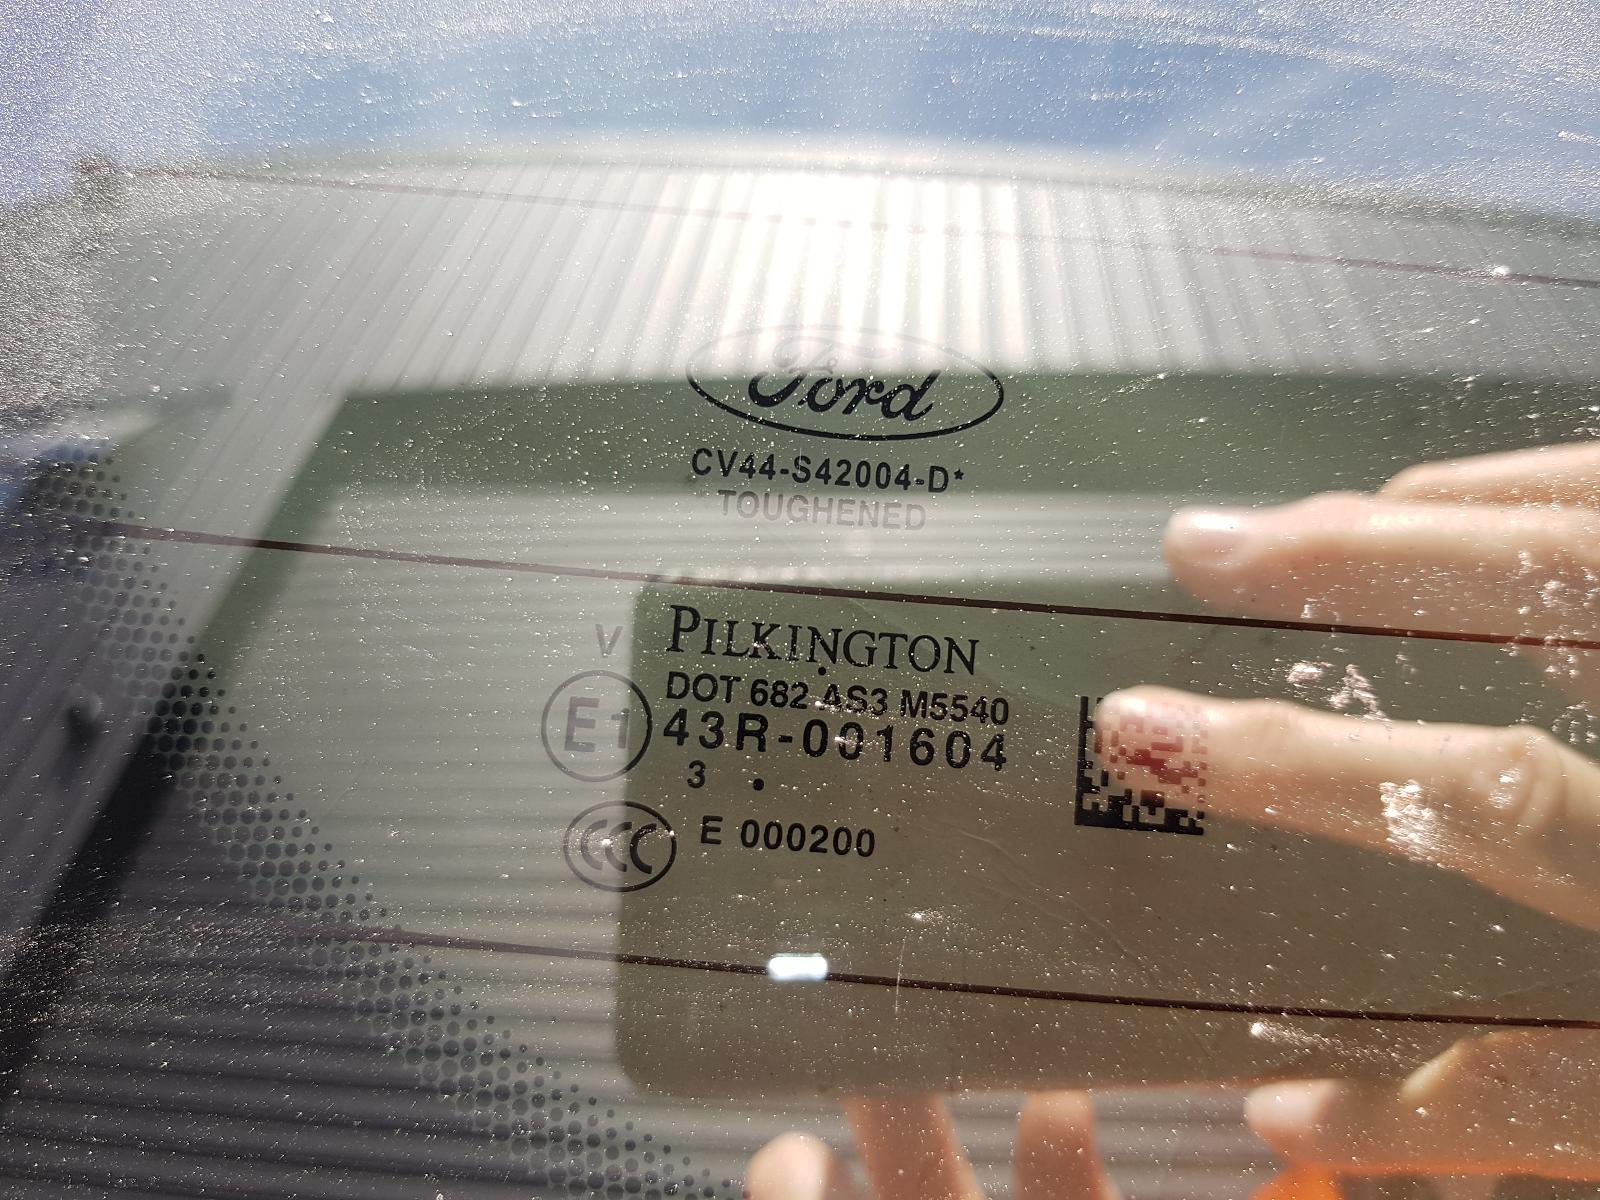 Ford
CV44-S42004-D*
TOUGHENED
V
PILKINGTON
E1
DOT 682 AS3 M5540
43R-001604
3 .
CCC
E 000200